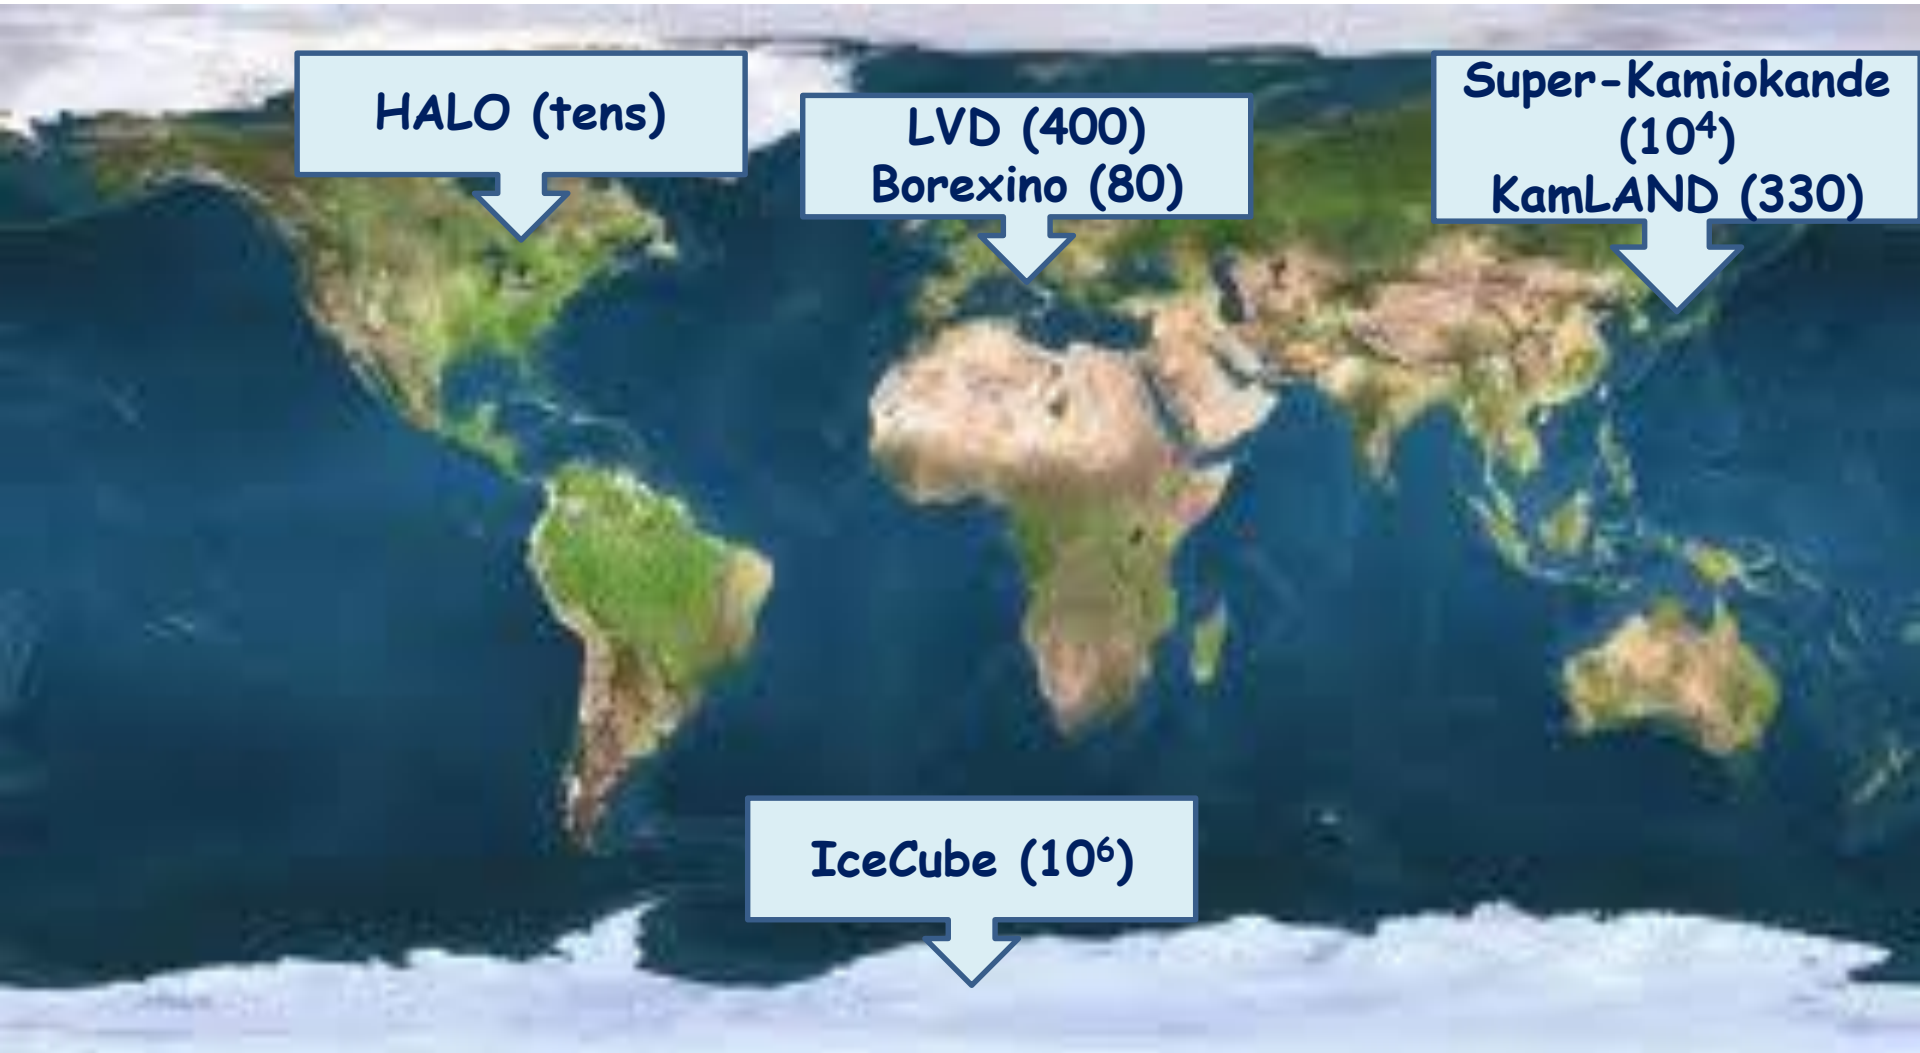 HALO (tens)
LVD (400)
Borexino (80)
Super-Kamiokande
(10⁴)
KamLAND (330)
IceCube (10⁶)